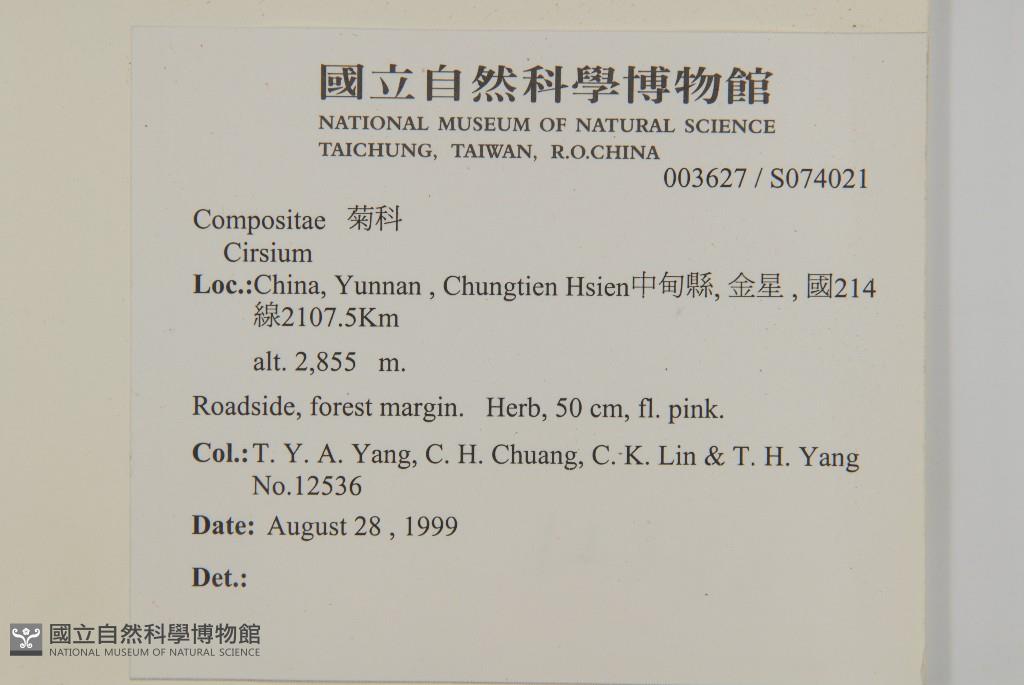 國立自然科學博物館
NATIONAL MUSEUM OF NATURAL SCIENCE
TAICHUNG, TAIWAN, R.O.CHINA
003627 / S074021
Compositae 菊科
Cirsium
Loc.:China, Yunnan , Chungtien Hsien中甸縣, 金星 , 國214
線2107.5Km
alt. 2,855 m.
Roadside, forest margin. Herb, 50 cm, fl. pink.
Col.: T. Y. A. Yang, C. H. Chuang, C. K. Lin & T. H. Yang
No.12536
Date: August 28 , 1999
Det.:
國立自然科學博物館
NATIONAL MUSEUM OF NATURAL SCIENCE